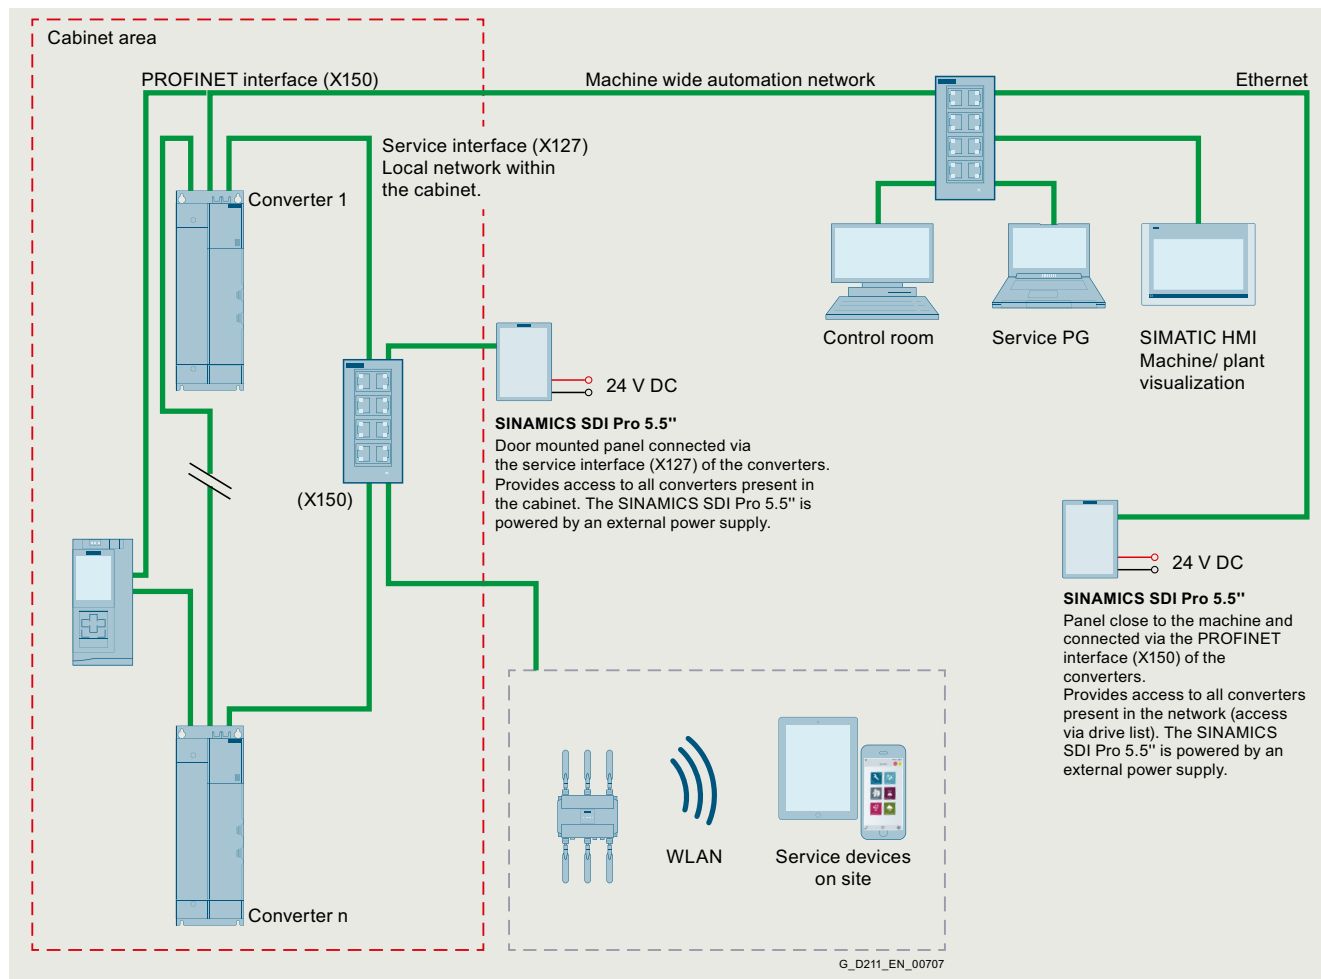 Cabinet area
PROFINET interface (X150)
Machine wide automation network
Ethernet
Service interface (X127)
Local network within
the cabinet.
Converter 1
Control room
Service PG
SIMATIC HMI
Machine/ plant
visualization
24 V DC
SINAMICS SDI Pro 5.5"
Door mounted panel connected via
the service interface (X127) of the converters.
Provides access to all converters present in
the cabinet. The SINAMICS SDI Pro 5.5" is
powered by an external power supply.
(X150)
24 V DC
SINAMICS SDI Pro 5.5"
Panel close to the machine and
connected via the PROFINET
interface (X150) of the
converters.
Provides access to all converters
present in the network (access
via drive list). The SINAMICS
SDI Pro 5.5" is powered by an
external power supply.
WLAN
Service devices
on site
Converter n
G_D211_EN_00707